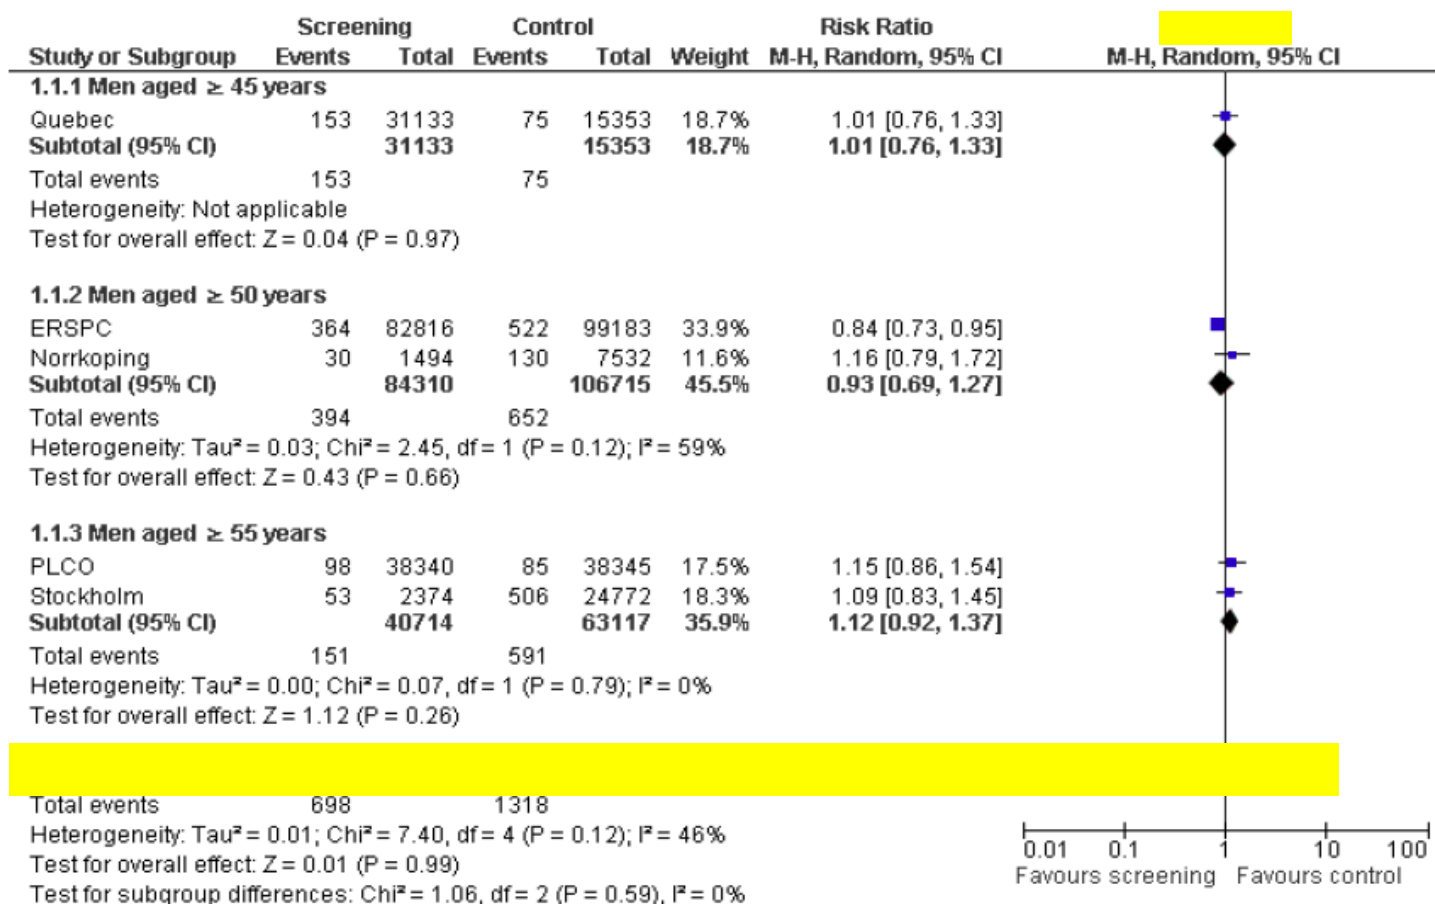 Screening Control Risk Ratio
Study or Subgroup Events Total Events Total Weight M-H, Random, 95% CI M-H, Random, 95% CI
1.1.1 Men aged ≥ 45 years
Quebec 153 31133 75 15353 18.7% 1.01 [0.76, 1.33]
Subtotal (95% CI) 31133 15353 18.7% 1.01 [0.76, 1.33]
Total events 153 75
Heterogeneity: Not applicable
Test for overall effect: Z = 0.04 (P = 0.97)
1.1.2 Men aged ≥ 50 years
ERSPC 364 82816 522 99183 33.9% 0.84 [0.73, 0.95]
Norrkoping 30 1494 130 7532 11.6% 1.16 [0.79, 1.72]
Subtotal (95% CI) 84310 106715 45.5% 0.93 [0.69, 1.27]
Total events 394 652
Heterogeneity: Tau² = 0.03; Chi² = 2.45, df = 1 (P = 0.12); I² = 59%
Test for overall effect: Z = 0.43 (P = 0.66)
1.1.3 Men aged ≥ 55 years
PLCO 98 38340 85 38345 17.5% 1.15 [0.86, 1.54]
Stockholm 53 2374 506 24772 18.3% 1.09 [0.83, 1.45]
Subtotal (95% CI) 40714 63117 35.9% 1.12 [0.92, 1.37]
Total events 151 591
Heterogeneity: Tau² = 0.00; Chi² = 0.07, df = 1 (P = 0.79); I² = 0%
Test for overall effect: Z = 1.12 (P = 0.26)
Total events 698 1318
Heterogeneity: Tau² = 0.01; Chi² = 7.40, df = 4 (P = 0.12); I² = 46%
Test for overall effect: Z = 0.01 (P = 0.99)
Test for subgroup differences: Chi² = 1.06, df = 2 (P = 0.59), I² = 0%
0.01 0.1 1 10 100
Favours screening Favours control